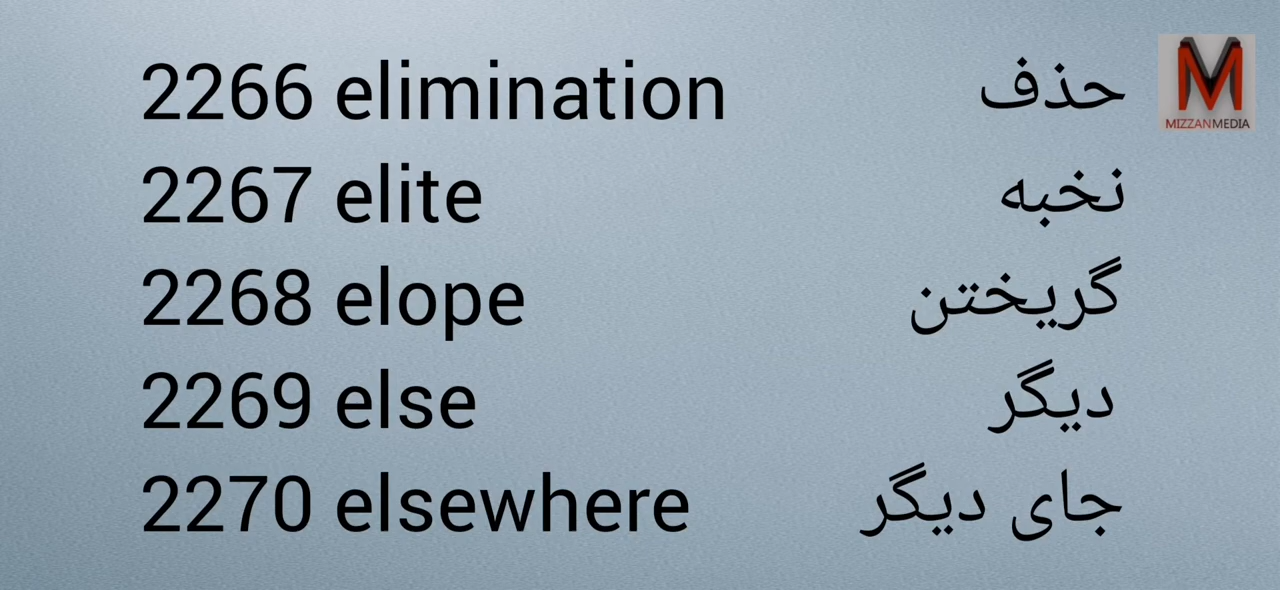 2266 elimination حذف
2267 elite نخبه
2268 elope گریختن
2269 else دیگر
2270 elsewhere جای دیگر
MIZZANMEDIA